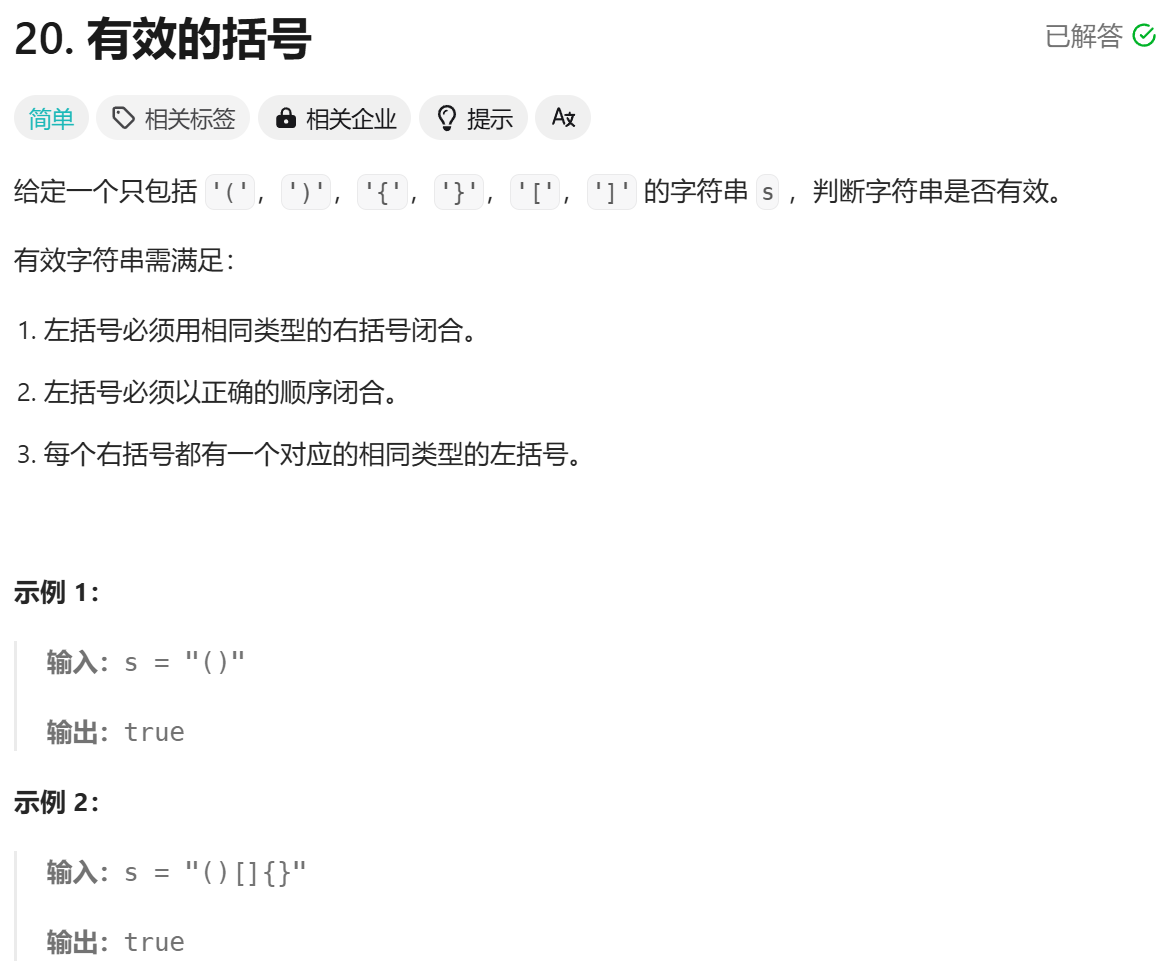 20. 有效的括号 已解答
简单 相关标签 相关企业 提示
给定一个只包括 '('，')'，'{'，'}'，'['，']' 的字符串 s ，判断字符串是否有效。
有效字符串需满足：
1. 左括号必须用相同类型的右括号闭合。
2. 左括号必须以正确的顺序闭合。
3. 每个右括号都有一个对应的相同类型的左括号。
示例 1：
输入：s = "()"
输出：true
示例 2：
输入：s = "()[]{}"
输出：true